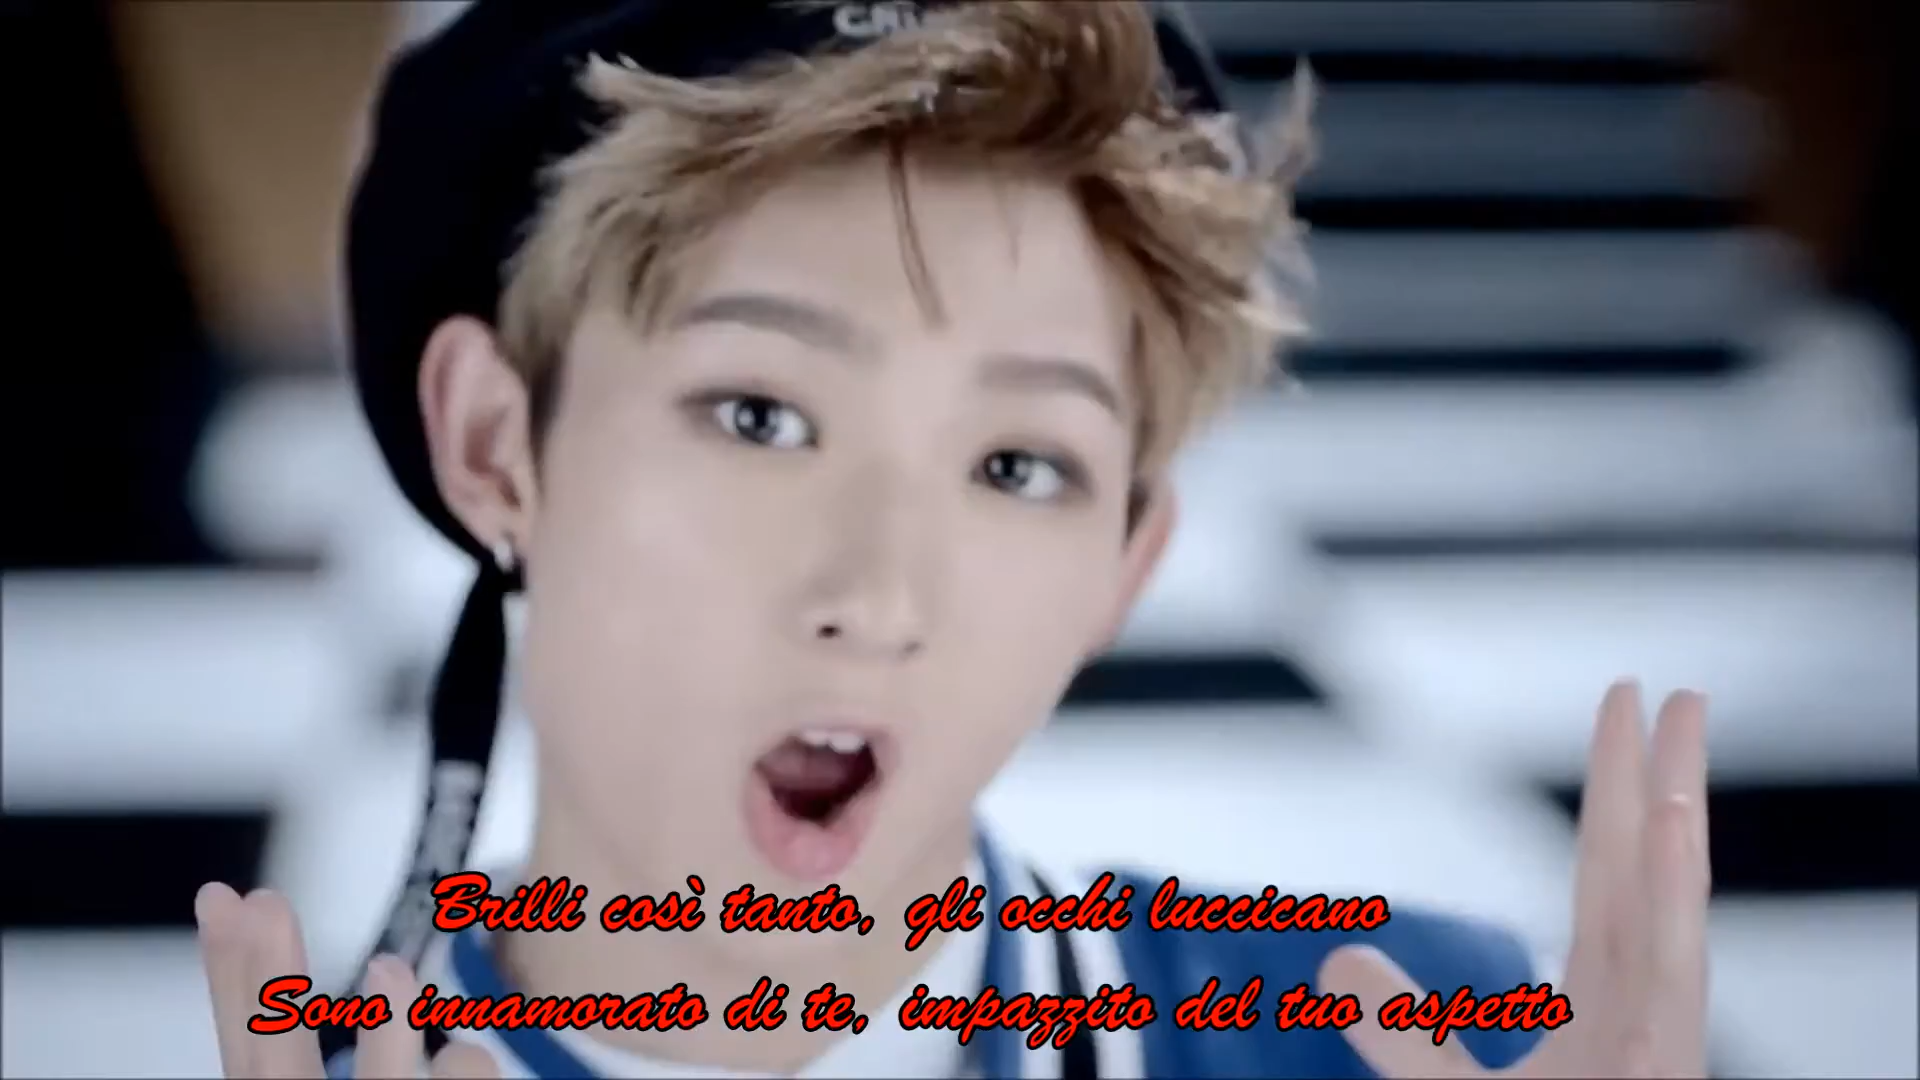 Brilli così tanto, gli occhi luccicano
Sono innamorato di te, impazzito del tuo aspetto